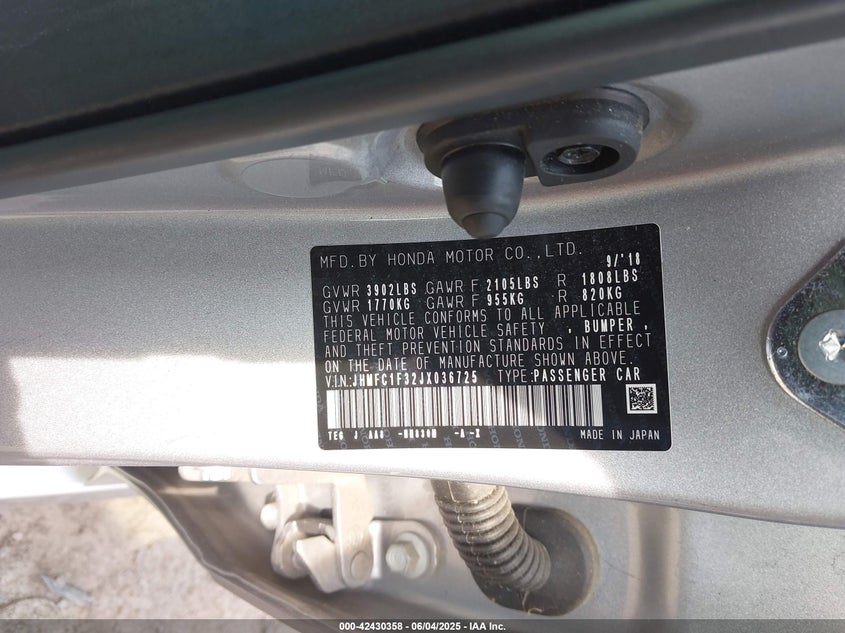 MFD. BY HONDA MOTOR CO., LTD. 9/'18
GVWR 3902LBS GAWR F 2105LBS R 1808LBS
GVWR 1770KG GAWR F 955KG R 820KG
THIS VEHICLE CONFORMS TO ALL APPLICABLE
FEDERAL MOTOR VEHICLE SAFETY , BUMPER ,
AND THEFT PREVENTION STANDARDS IN EFFECT
ON THE DATE OF MANUFACTURE SHOWN ABOVE.
VIN:JHMFC1F32JX036725 TYPE:PASSENGER CAR
TEG J -A-X MADE IN JAPAN
000-42430358 - 06/04/2025 - IAA Inc.